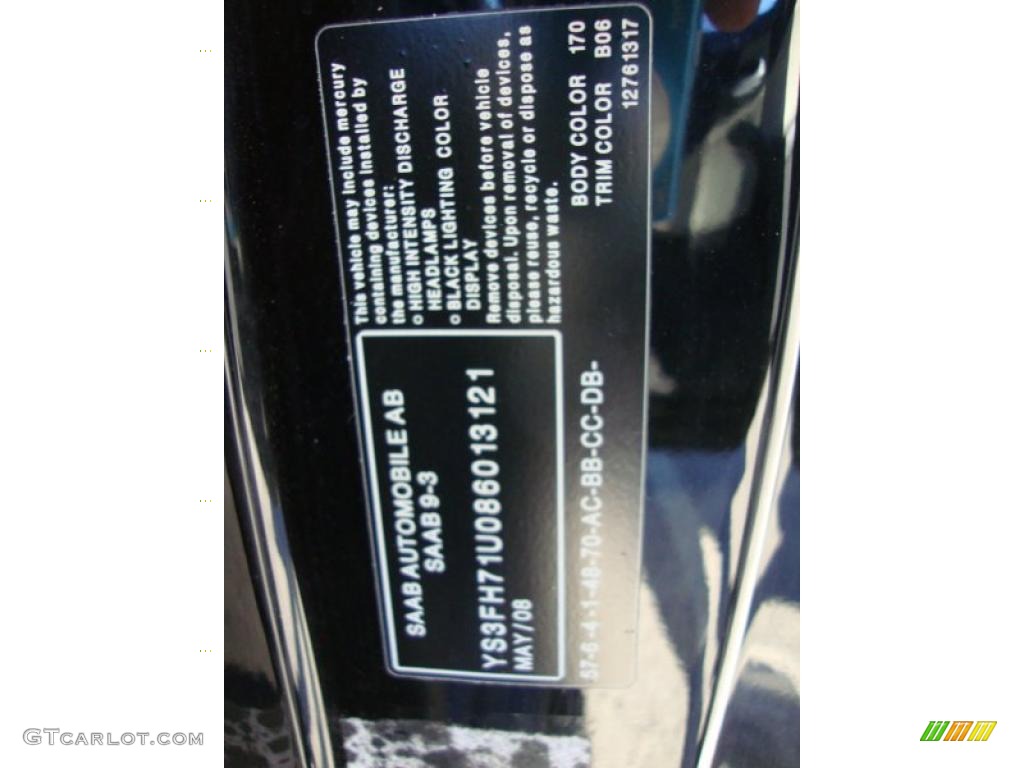 This vehicle may include mercury
containing devices installed by
the manufacturer:
o HIGH INTENSITY DISCHARGE
HEADLAMPS
o BLACK LIGHTING COLOR
DISPLAY
Remove devices before vehicle
disposal. Upon removal of devices,
please reuse, recycle or dispose as
hazardous waste.
BODY COLOR 170
TRIM COLOR B06
12761317
SAAB AUTOMOBILE AB
SAAB 9-3
YS3FH71U086013121
MAY/08
57-6-4-1-48-70-AC-BB-CC-DB-
GTCARLOT.COM